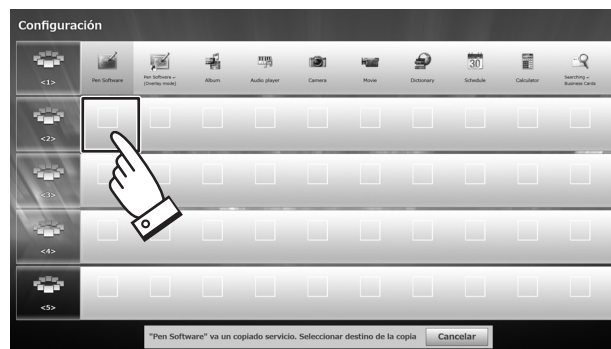 Configuración
<1>
Pen Software
Pen Software
(Overlay mode)
Album
Audio player
Camera
Movie
Dictionary
30
Schedule
Calculator
Searching
Business Cards
<2>
<3>
<4>
<5>
"Pen Software" va un copiado servicio. Seleccionar destino de la copia
Cancelar